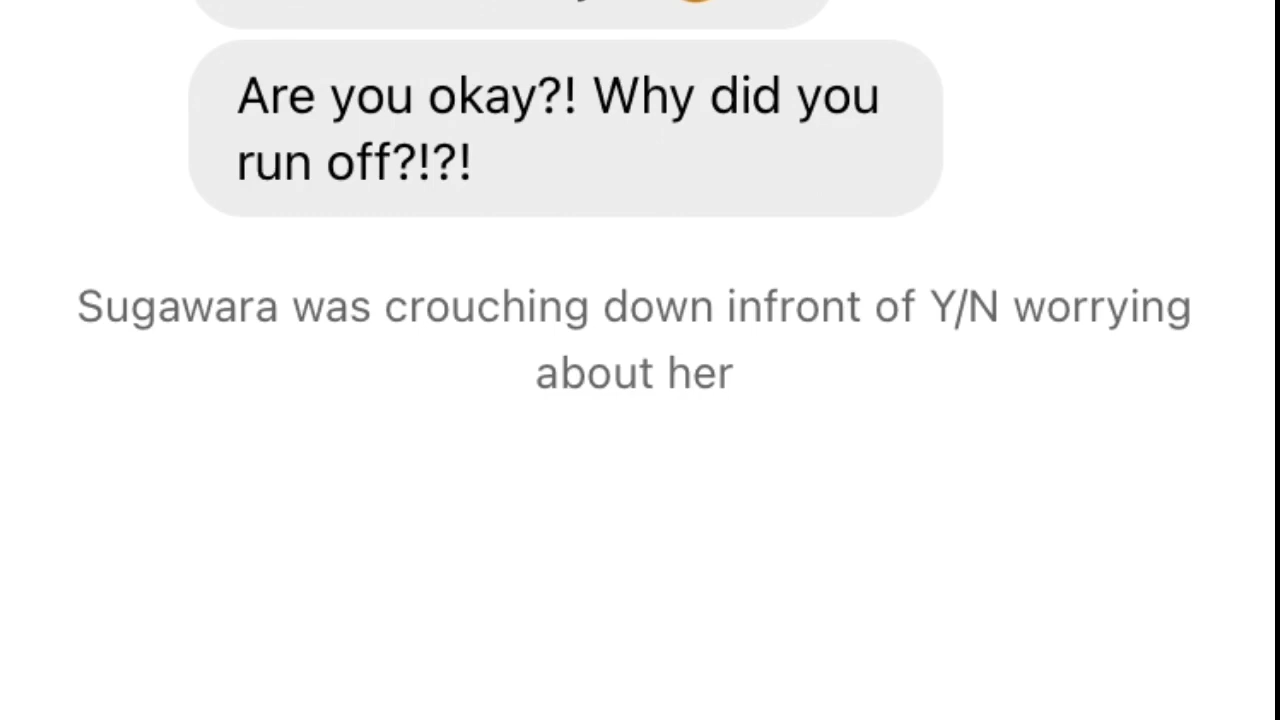 Are you okay?! Why did you
run off?!?!
Sugawara was crouching down infront of Y/N worrying
about her